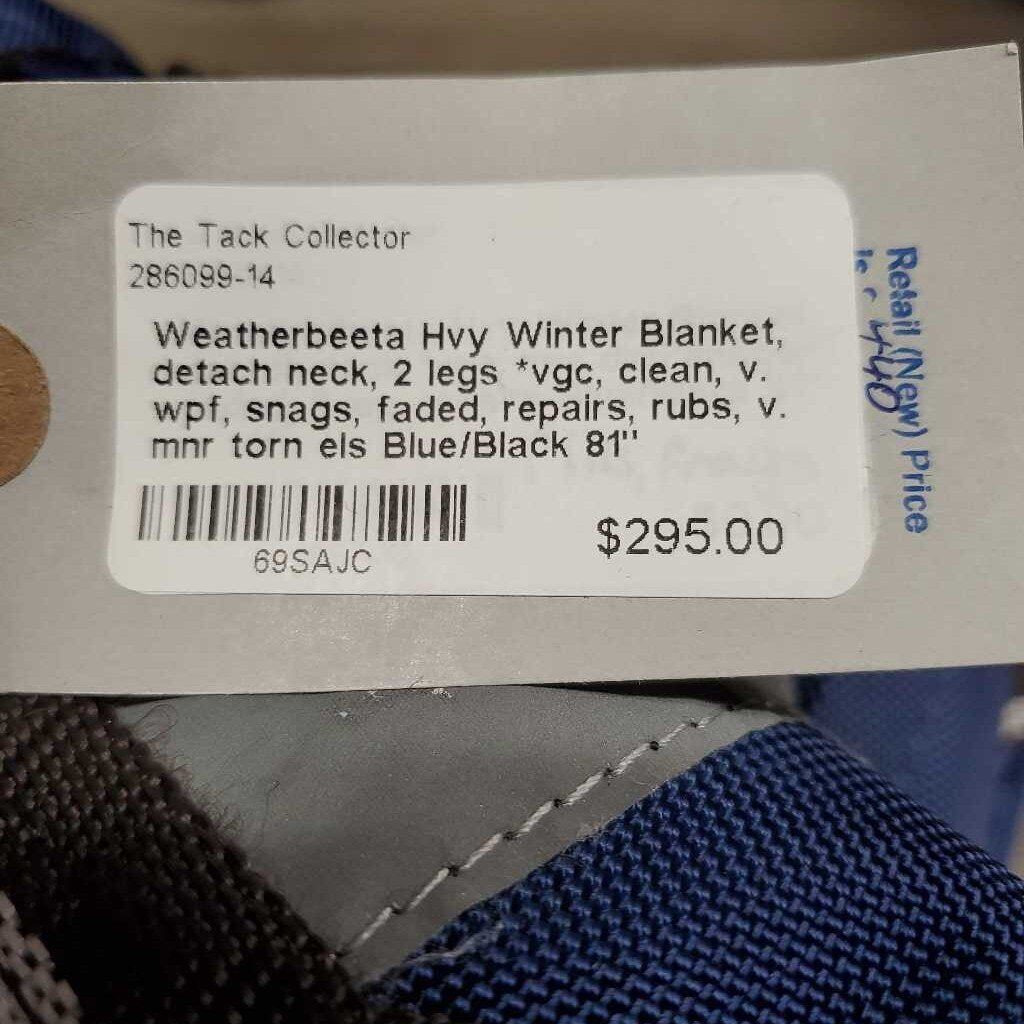 The Tack Collector
286099-14
Weatherbeeta Hvy Winter Blanket,
detach neck, 2 legs *vgc, clean, v.
wpf, snags, faded, repairs, rubs, v.
mnr torn els Blue/Black 81"
69SAJC
$295.00
Retail (New) Price
440